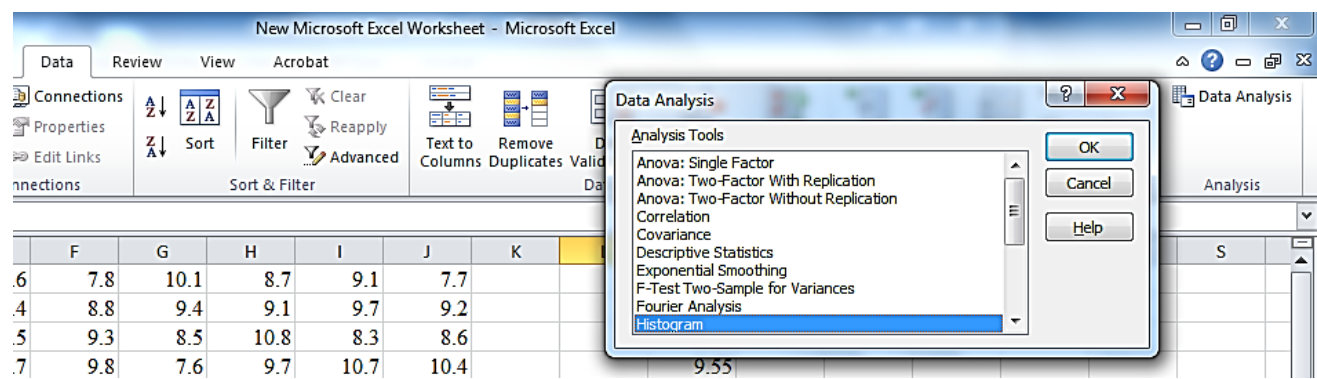 New Microsoft Excel Worksheet - Microsoft Excel
Data Review View Acrobat
Connections
Properties
Edit Links
A Z
Z A
A Z
Z A
Sort
Filter
Clear
Reapply
Advanced
Text to Columns
Remove Duplicates
Sort & Filter
Data Analysis
Analysis
Data Analysis
Analysis Tools
Anova: Single Factor
Anova: Two-Factor With Replication
Anova: Two-Factor Without Replication
Correlation
Covariance
Descriptive Statistics
Exponential Smoothing
F-Test Two-Sample for Variances
Fourier Analysis
Histogram
OK
Cancel
Help
F G H I J K S
.6 7.8 10.1 8.7 9.1 7.7
.4 8.8 9.4 9.1 9.7 9.2
.5 9.3 8.5 10.8 8.3 8.6
.7 9.8 7.6 9.7 10.7 10.4 9.55